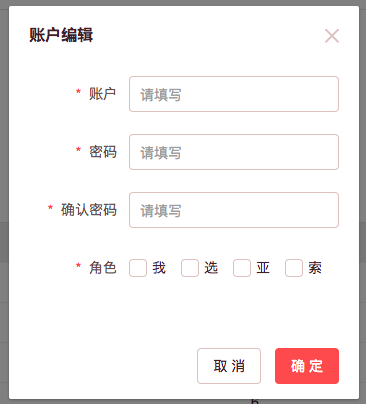 账户编辑
* 账户 请填写
* 密码 请填写
* 确认密码 请填写
* 角色 我 选 亚 索
取 消 确 定